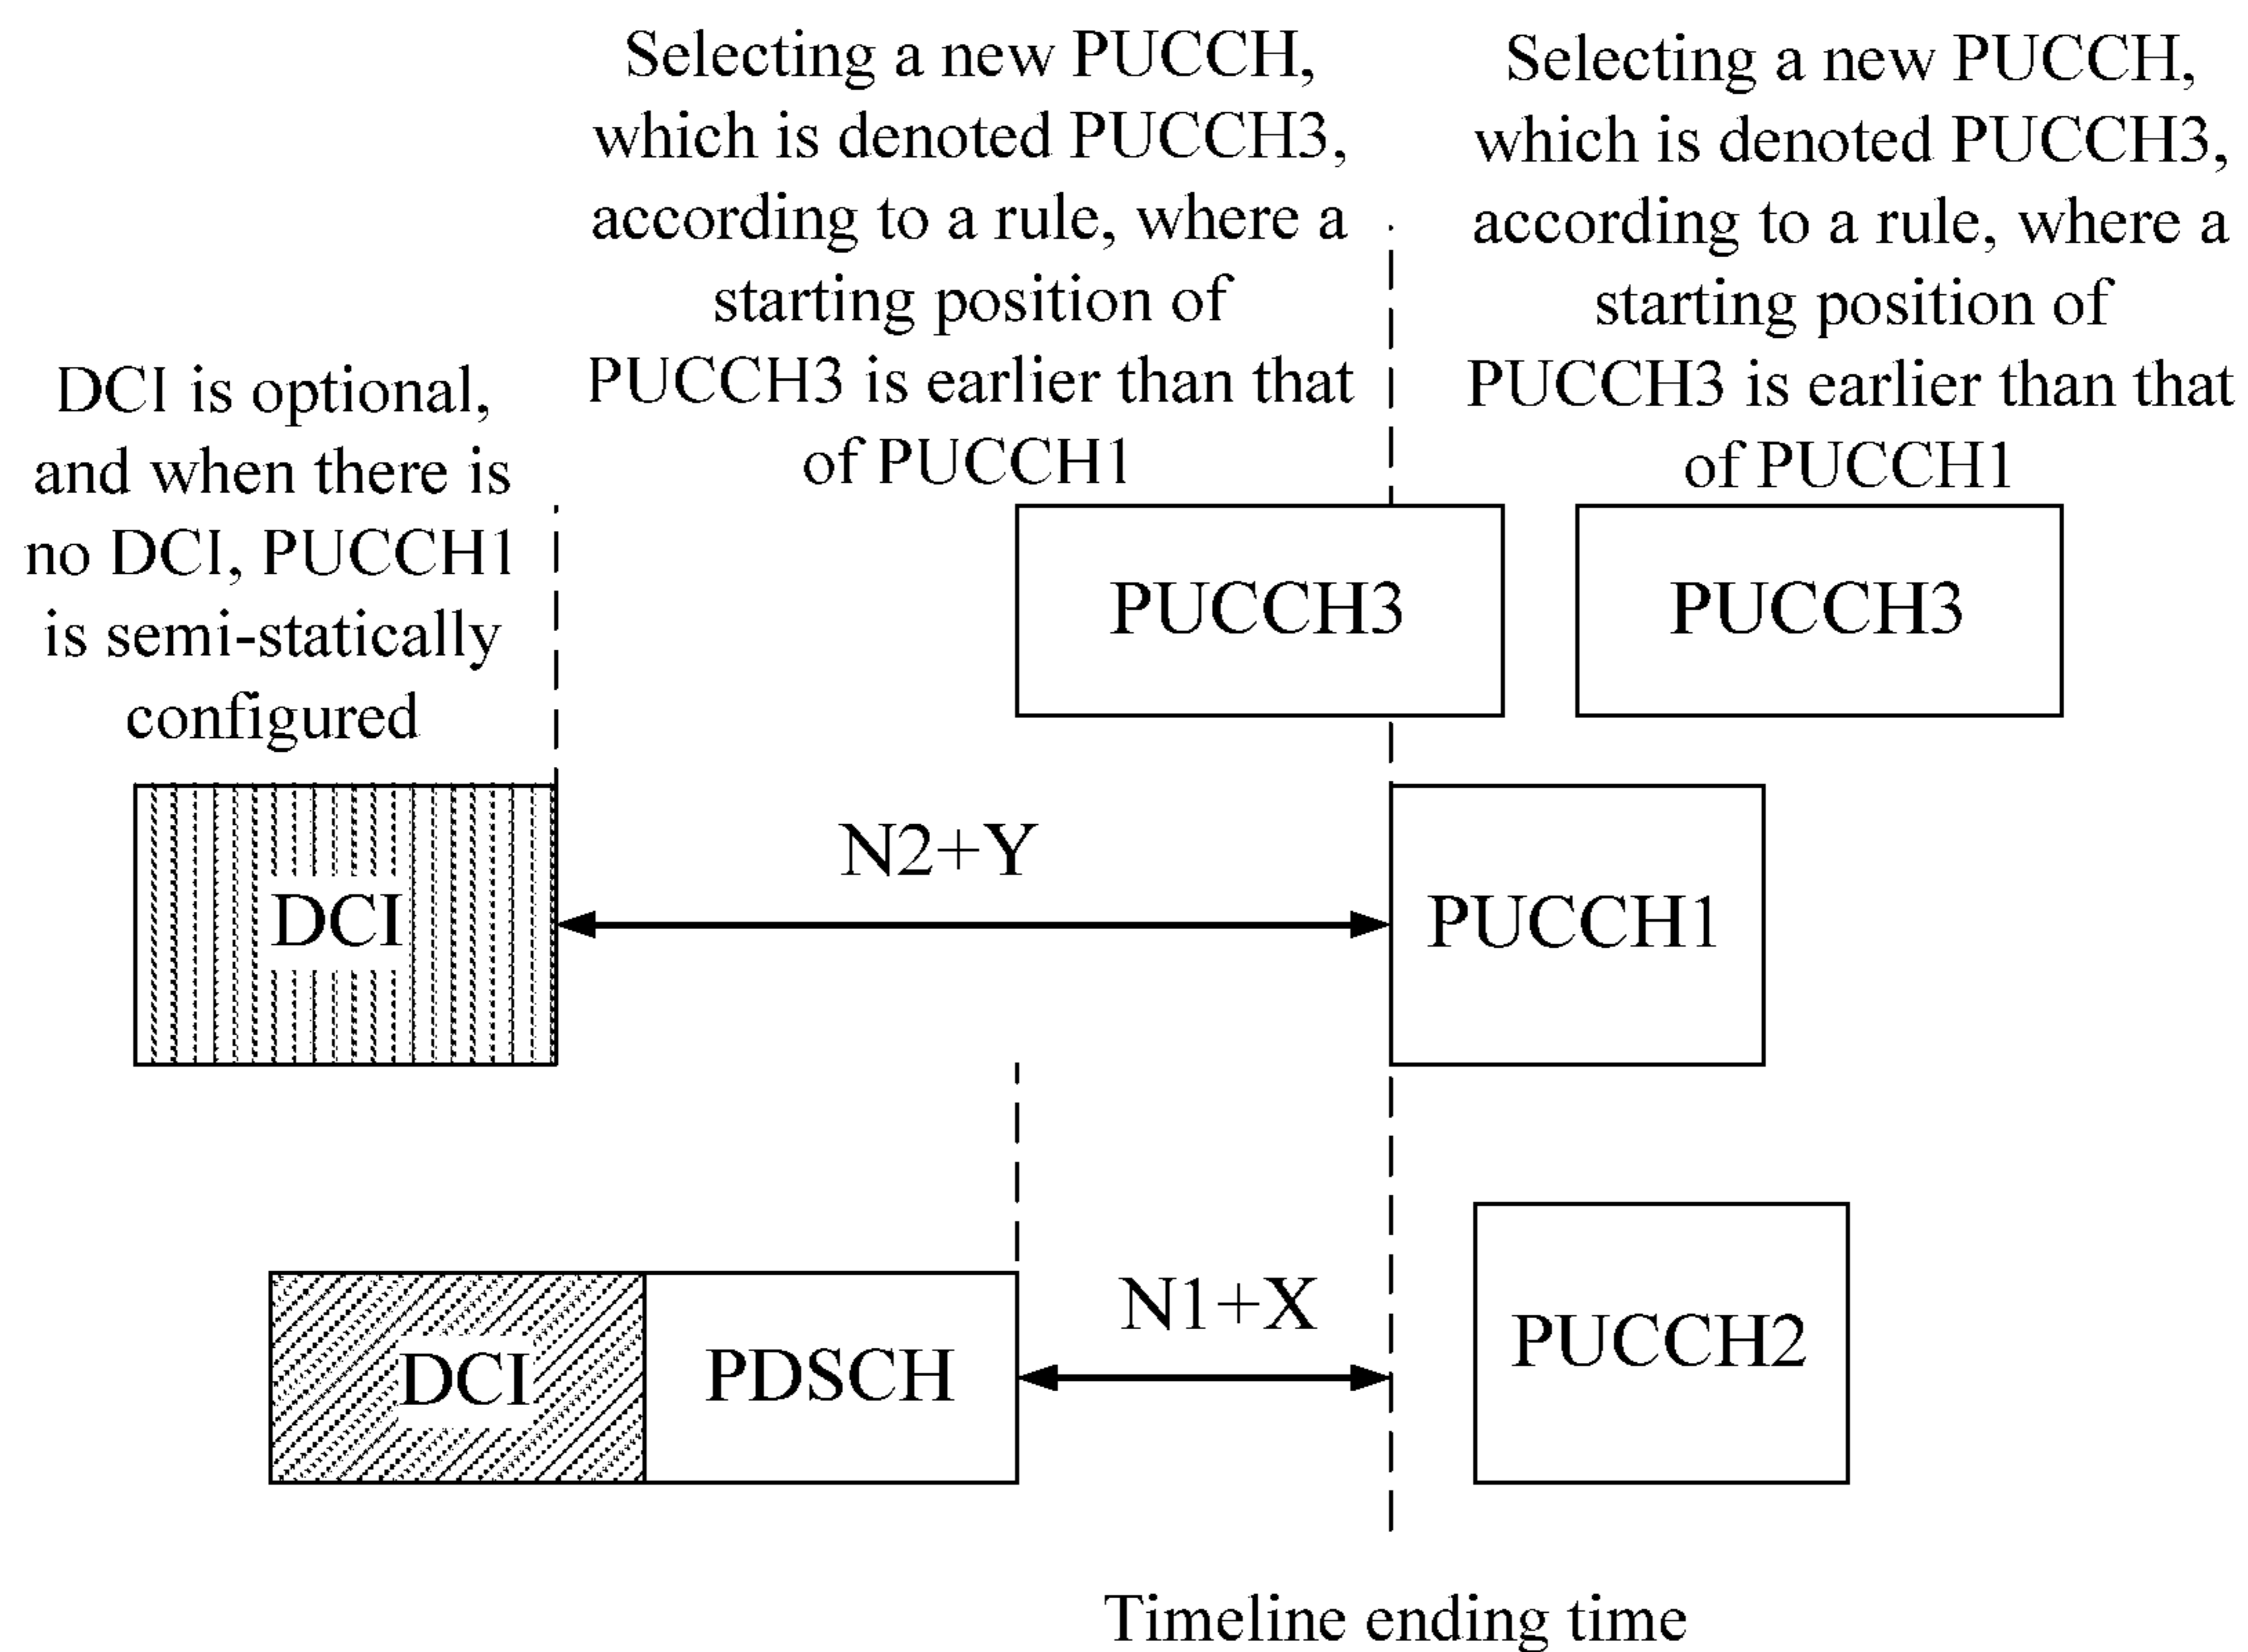 Selecting a new PUCCH,
which is denoted PUCCH3,
according to a rule, where a
starting position of
PUCCH3 is earlier than that
of PUCCH1
Selecting a new PUCCH,
which is denoted PUCCH3,
according to a rule, where a
starting position of
PUCCH3 is earlier than that
of PUCCH1
DCI is optional,
and when there is
no DCI, PUCCH1
is semi-statically
configured
PUCCH3
PUCCH3
DCI
N2+Y
PUCCH1
DCI
PDSCH
N1+X
PUCCH2
Timeline ending time